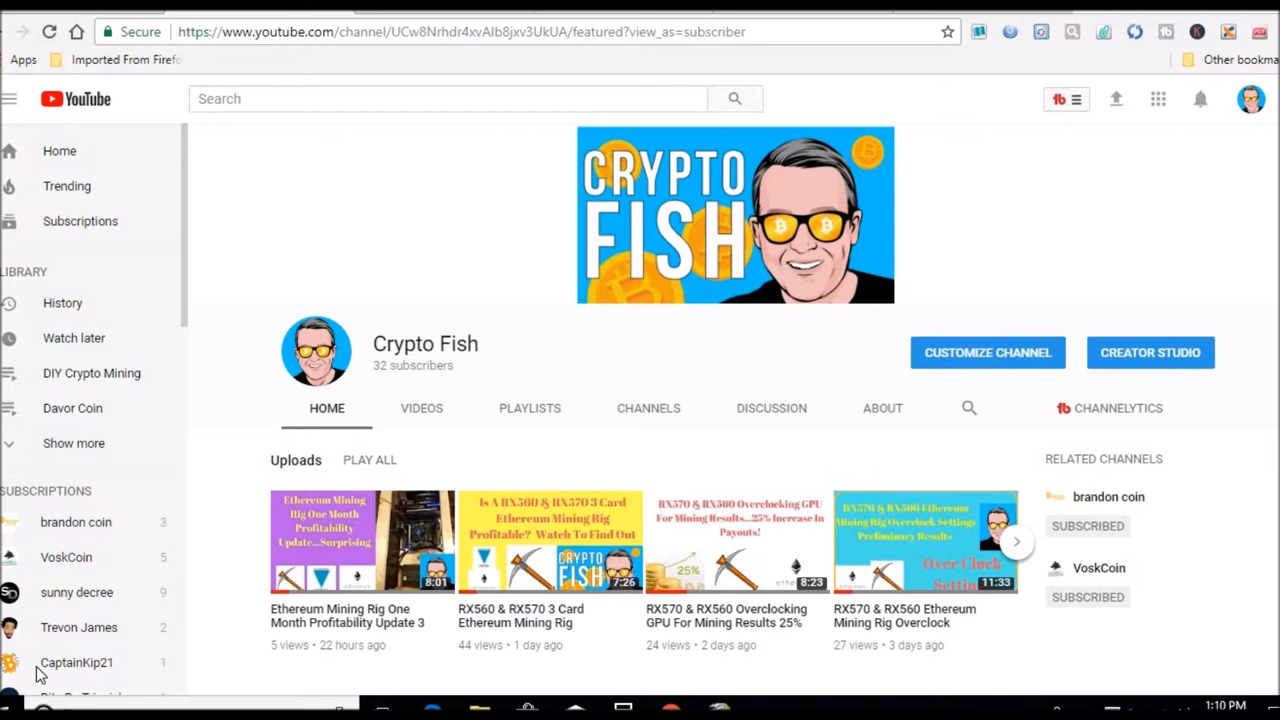 Secure
https://www.youtube.com/channel/UCw8Nrhdr4xvAIb8jxv3UkUA/featured?view_as=subscriber
Apps
Imported From Firefo
Other bookma
YouTube
Search
tb
Home
Trending
Subscriptions
LIBRARY
History
Watch later
DIY Crypto Mining
Davor Coin
Show more
SUBSCRIPTIONS
brandon coin 3
VoskCoin 5
sunny decree 9
Trevon James 2
CaptainKip21 1
CRYPTO
FISH
Crypto Fish
32 subscribers
CUSTOMIZE CHANNEL
CREATOR STUDIO
HOME
VIDEOS
PLAYLISTS
CHANNELS
DISCUSSION
ABOUT
tb CHANNELYTICS
Uploads
PLAY ALL
Ethereum Mining
Rig One Month
Profitability
Update...Surprising
8:01
Ethereum Mining Rig One
Month Profitability Update 3
5 views • 22 hours ago
Is A RX560 & RX570 3 Card
Ethereum Mining Rig
Profitable? Watch To Find Out
CRYPTO
FISH
7:26
RX560 & RX570 3 Card
Ethereum Mining Rig
44 views • 1 day ago
RX570 & RX560 Overclocking GPU
For Mining Results...25% Increase In
Payouts!
25%
8:23
RX570 & RX560 Overclocking
GPU For Mining Results 25%
24 views • 2 days ago
RX570 & RX560 Ethereum
Mining Rig Overclock Settings
Preliminary Results
Over Clock
11:33
RX570 & RX560 Ethereum
Mining Rig Overclock
27 views • 3 days ago
RELATED CHANNELS
brandon coin
SUBSCRIBED
VoskCoin
SUBSCRIBED
1:10 PM